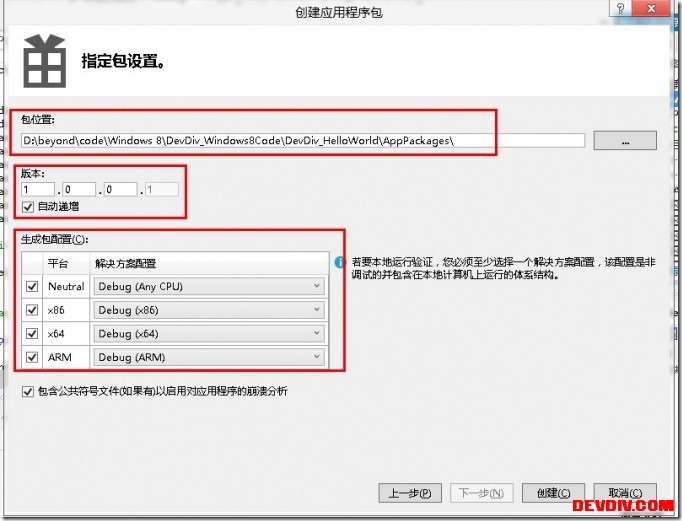 创建应用程序包
?
x
指定包设置。
包位置:
D:\beyond\code\Windows 8\DevDiv_Windows8Code\DevDiv_HelloWorld\AppPackages\
...
版本:
1 . 0 . 0 . 1
自动递增
生成包配置(C):
平台 解决方案配置
Neutral Debug (Any CPU)
x86 Debug (x86)
x64 Debug (x64)
ARM Debug (ARM)
若要本地运行验证，您必须至少选择一个解决方案配置，该配置是非
调试的并包含在本地计算机上运行的体系结构。
包含公共符号文件(如果有)以启用对应用程序的崩溃分析
上一步(P) 下一步(N) 创建(C) 取消(C)
DEVDIV.COM